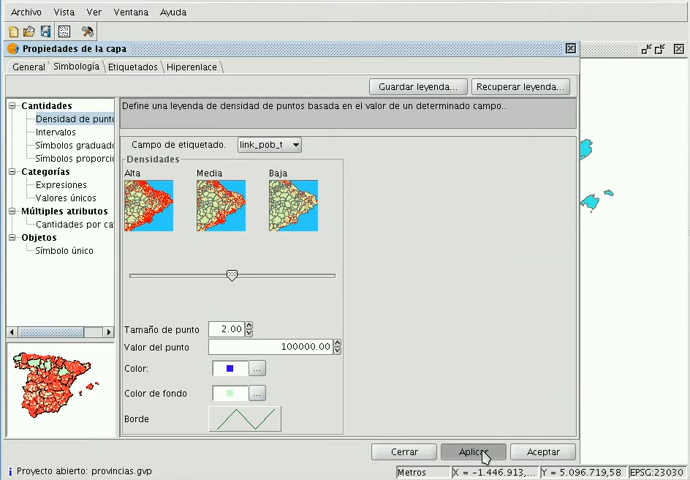 Archivo Vista Ver Ventana Ayuda
Propiedades de la capa
General Simbología Etiquetados Hiperenlace
Guardar leyenda... Recuperar leyenda...
Cantidades
Densidad de punto
Intervalos
Símbolos graduado
Símbolos proporcio
Categorías
Expresiones
Valores únicos
Múltiples atributos
Cantidades por ca
Objetos
Símbolo único
Define una leyenda de densidad de puntos basada en el valor de un determinado campo..
Campo de etiquetado. link_pob_t
Densidades
Alta Media Baja
Tamaño de punto 2.00
Valor del punto 100000.00
Color: ...
Color de fondo ...
Borde
Cerrar Aplicar Aceptar
Proyecto abierto: provincias.gvp
Metros X = -1.446.913,... Y = 5.096.719,58 EPSG:23030